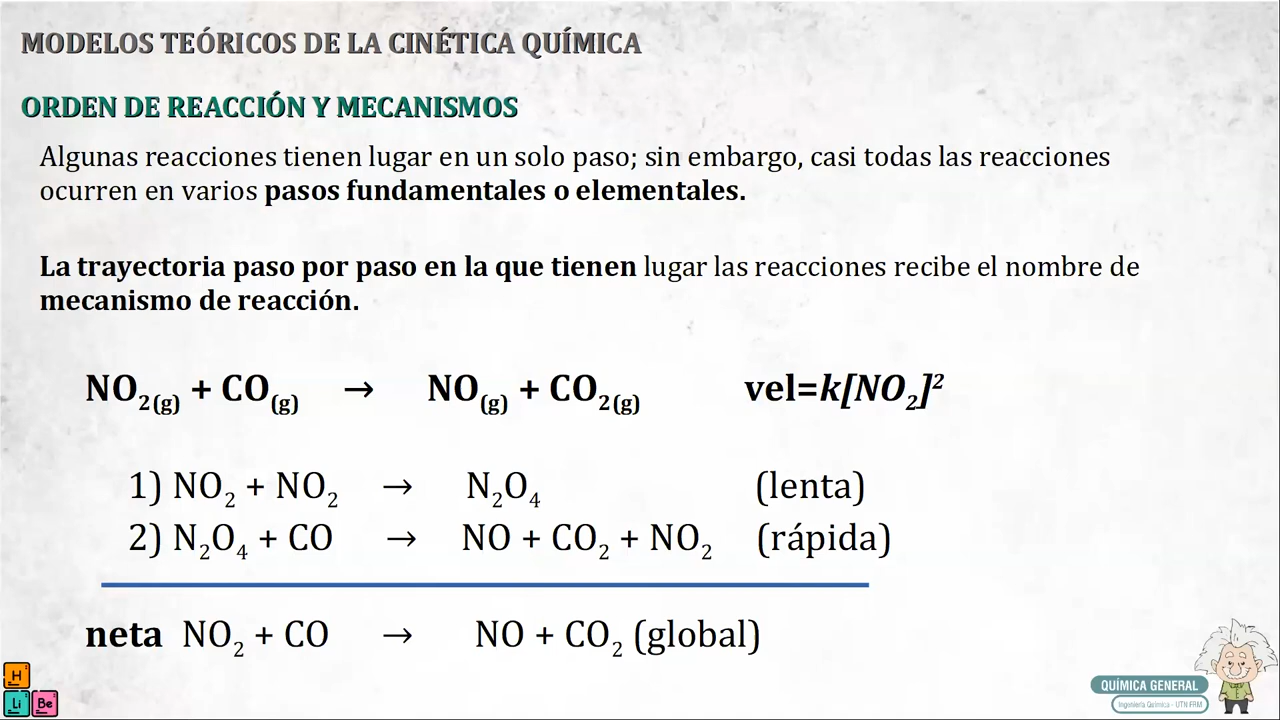 MODELOS TEÓRICOS DE LA CINÉTICA QUÍMICA
ORDEN DE REACCIÓN Y MECANISMOS
Algunas reacciones tienen lugar en un solo paso; sin embargo, casi todas las reacciones
ocurren en varios pasos fundamentales o elementales.
La trayectoria paso por paso en la que tienen lugar las reacciones recibe el nombre de
mecanismo de reacción.
NO₂(g) + CO(g) → NO(g) + CO₂(g) vel=k[NO₂]²
1) NO₂ + NO₂ → N₂O₄ (lenta)
2) N₂O₄ + CO → NO + CO₂ + NO₂ (rápida)
neta NO₂ + CO → NO + CO₂ (global)
H
Li Be
QUÍMICA GENERAL
Ingeniería Química - UTN FRM